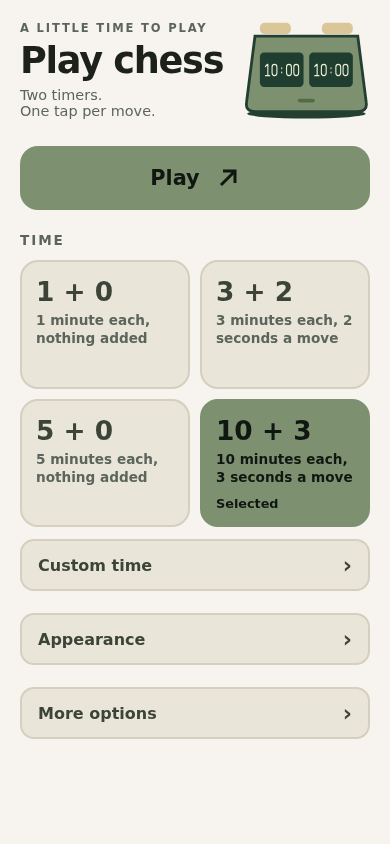 A LITTLE TIME TO PLAY
Play chess
Two timers.
One tap per move.
10:00 10:00
Play
TIME
1 + 0
1 minute each,
nothing added
3 + 2
3 minutes each, 2
seconds a move
5 + 0
5 minutes each,
nothing added
10 + 3
10 minutes each,
3 seconds a move
Selected
Custom time
Appearance
More options